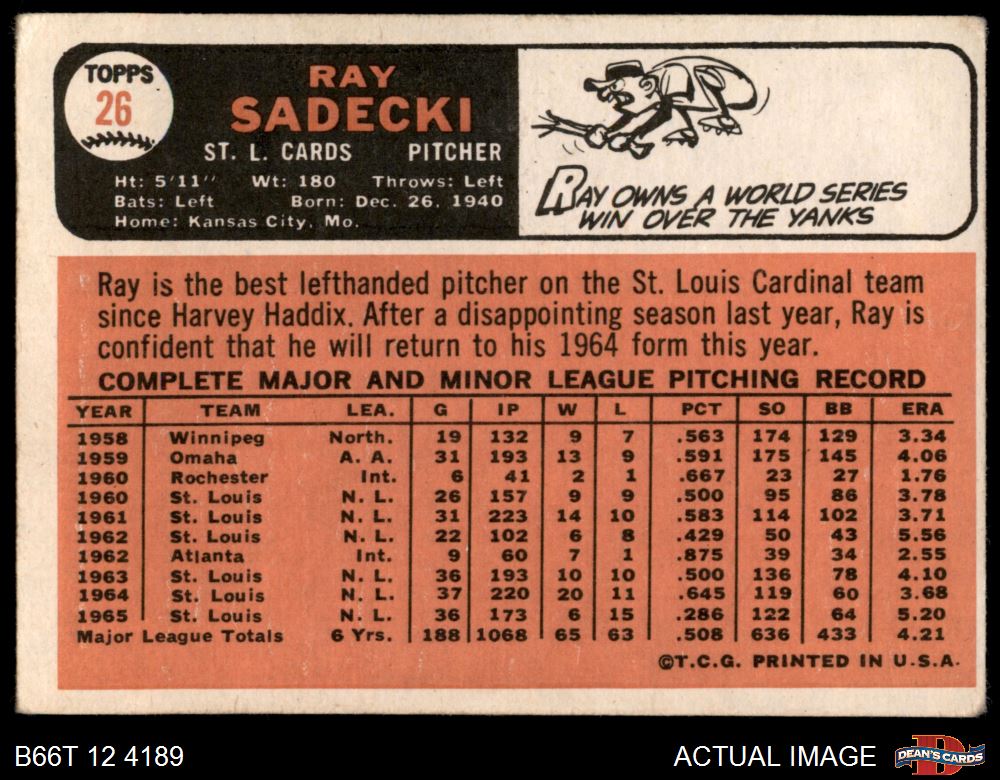 TOPPS
26
RAY
SADECKI
ST. L. CARDS PITCHER
Ht: 5'11" Wt: 180 Throws: Left
Bats: Left Born: Dec. 26, 1940
Home: Kansas City, Mo.
RAY OWNS A WORLD SERIES
WIN OVER THE YANKS
Ray is the best lefthanded pitcher on the St. Louis Cardinal team
since Harvey Haddix. After a disappointing season last year, Ray is
confident that he will return to his 1964 form this year.
COMPLETE MAJOR AND MINOR LEAGUE PITCHING RECORD
YEAR TEAM LEA. G IP W L PCT SO BB ERA
1958 Winnipeg North. 19 132 9 7 .563 174 129 3.34
1959 Omaha A. A. 31 193 13 9 .591 175 145 4.06
1960 Rochester Int. 6 41 2 1 .667 23 27 1.76
1960 St. Louis N. L. 26 157 9 9 .500 95 86 3.78
1961 St. Louis N. L. 31 223 14 10 .583 114 102 3.71
1962 St. Louis N. L. 22 102 6 8 .429 50 43 5.56
1962 Atlanta Int. 9 60 7 1 .875 39 34 2.55
1963 St. Louis N. L. 36 193 10 10 .500 136 78 4.10
1964 St. Louis N. L. 37 220 20 11 .645 119 60 3.68
1965 St. Louis N. L. 36 173 6 15 .286 122 64 5.20
Major League Totals 6 Yrs. 188 1068 65 63 .508 636 433 4.21
©T.C.G. PRINTED IN U.S.A.
B66T 12 4189
ACTUAL IMAGE
DEAN'S CARDS